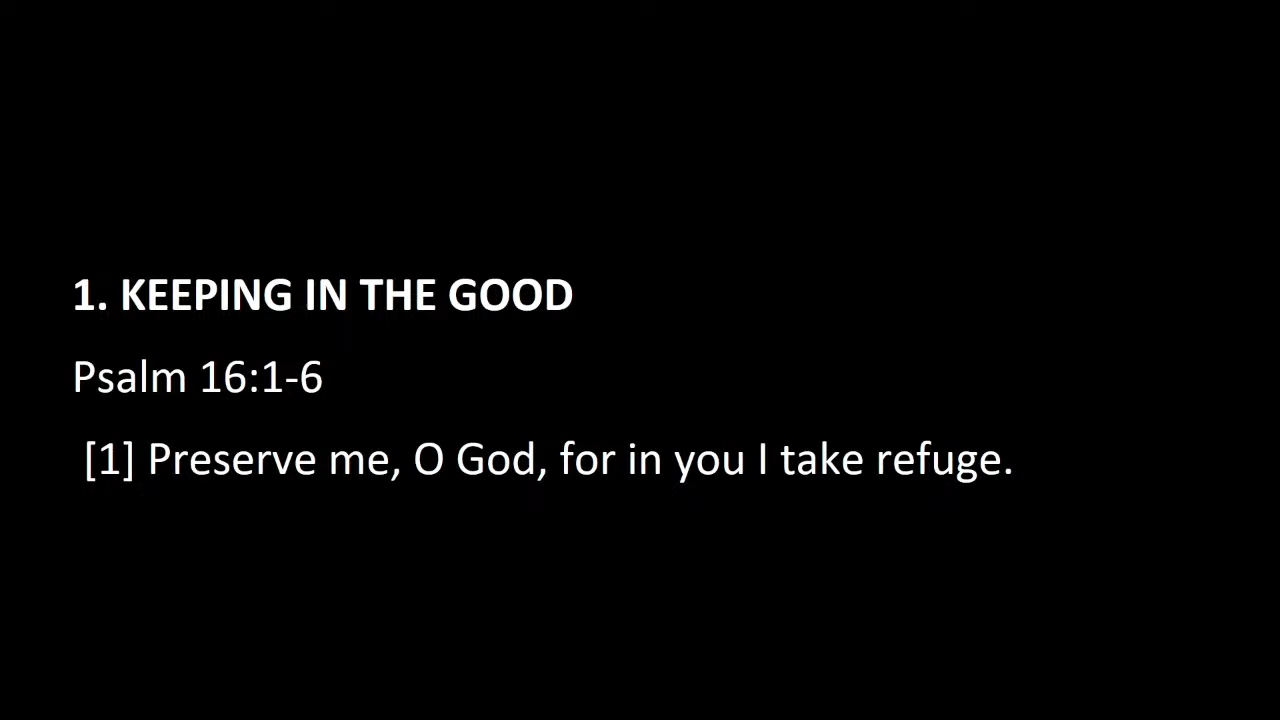 1. KEEPING IN THE GOOD
Psalm 16:1-6
[1] Preserve me, O God, for in you I take refuge.